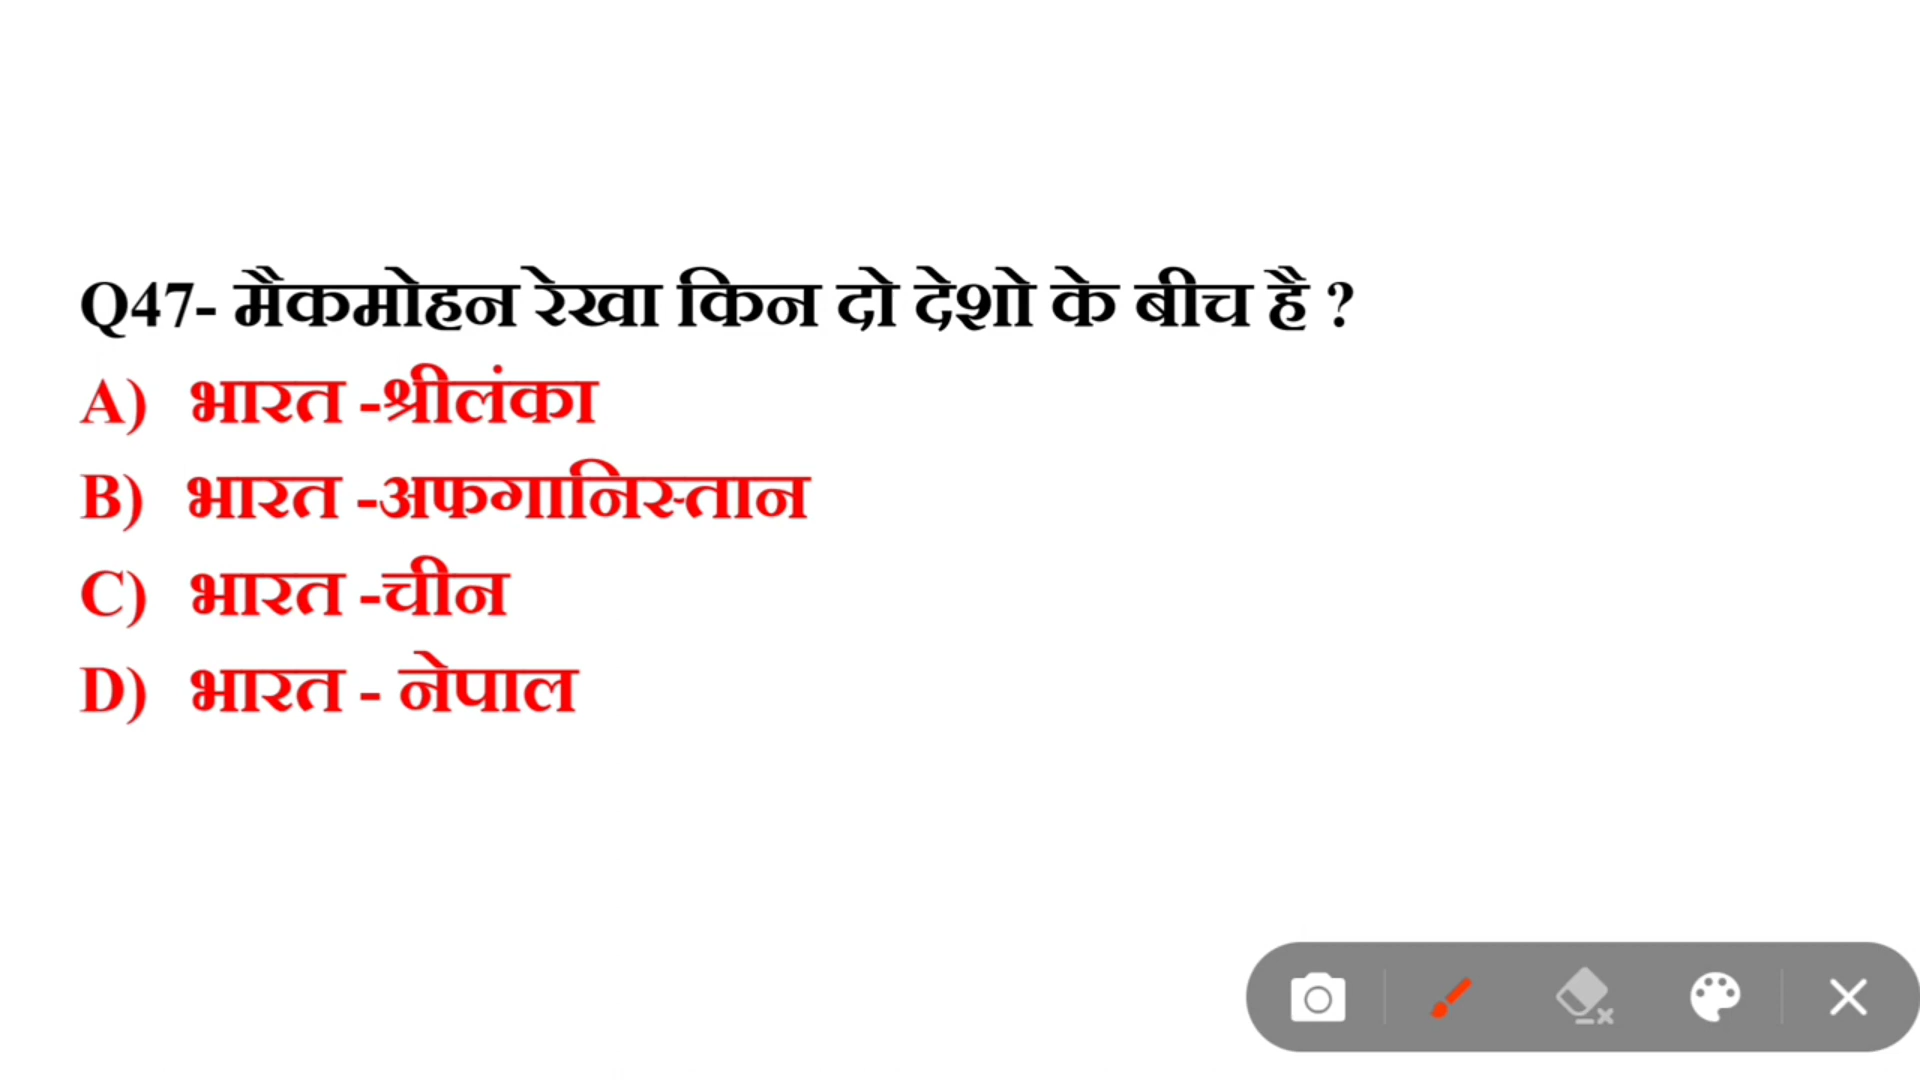 Q47- मैकमोहन रेखा किन दो देशो के बीच है ?
A) भारत -श्रीलंका
B) भारत -अफगानिस्तान
C) भारत -चीन
D) भारत - नेपाल